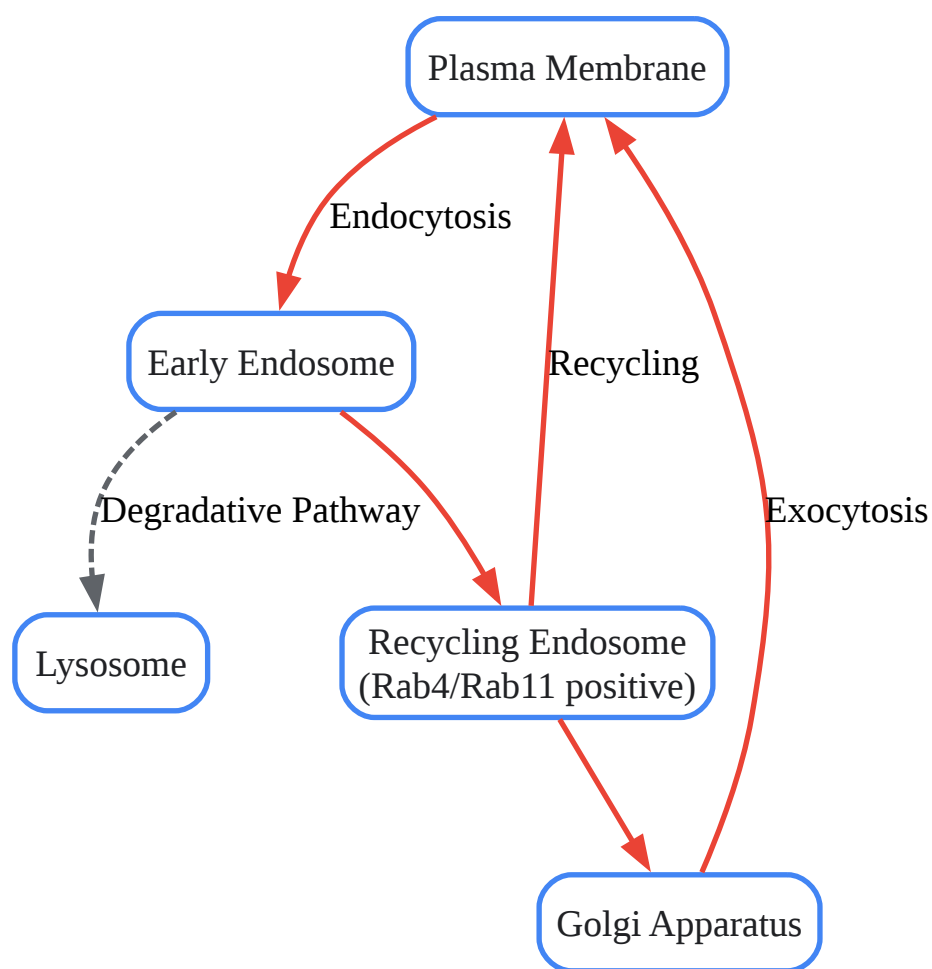 Plasma Membrane
Endocytosis
Early Endosome
Recycling
Degradative Pathway
Exocytosis
Lysosome
Recycling Endosome
(Rab4/Rab11 positive)
Golgi Apparatus